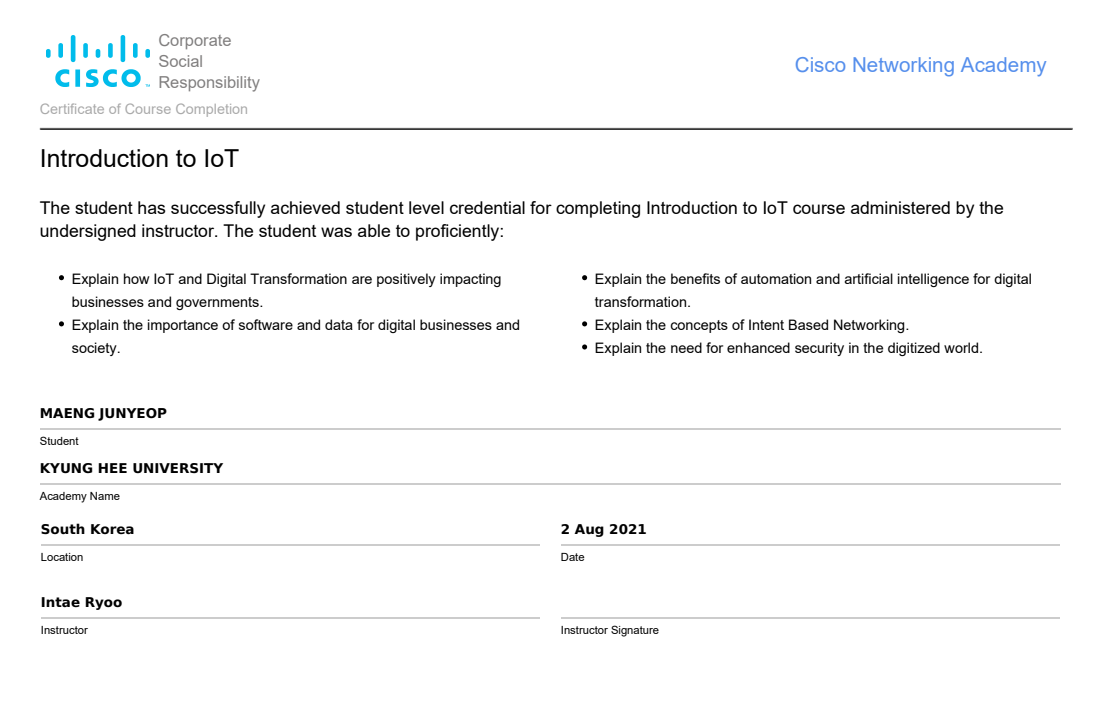 Corporate
Social
Responsibility
CISCO
Cisco Networking Academy
Certificate of Course Completion
Introduction to IoT
The student has successfully achieved student level credential for completing Introduction to IoT course administered by the
undersigned instructor. The student was able to proficiently:
• Explain how IoT and Digital Transformation are positively impacting
businesses and governments.
• Explain the importance of software and data for digital businesses and
society.
• Explain the benefits of automation and artificial intelligence for digital
transformation.
• Explain the concepts of Intent Based Networking.
• Explain the need for enhanced security in the digitized world.
MAENG JUNYEOP
Student
KYUNG HEE UNIVERSITY
Academy Name
South Korea
Location
2 Aug 2021
Date
Intae Ryoo
Instructor
Instructor Signature